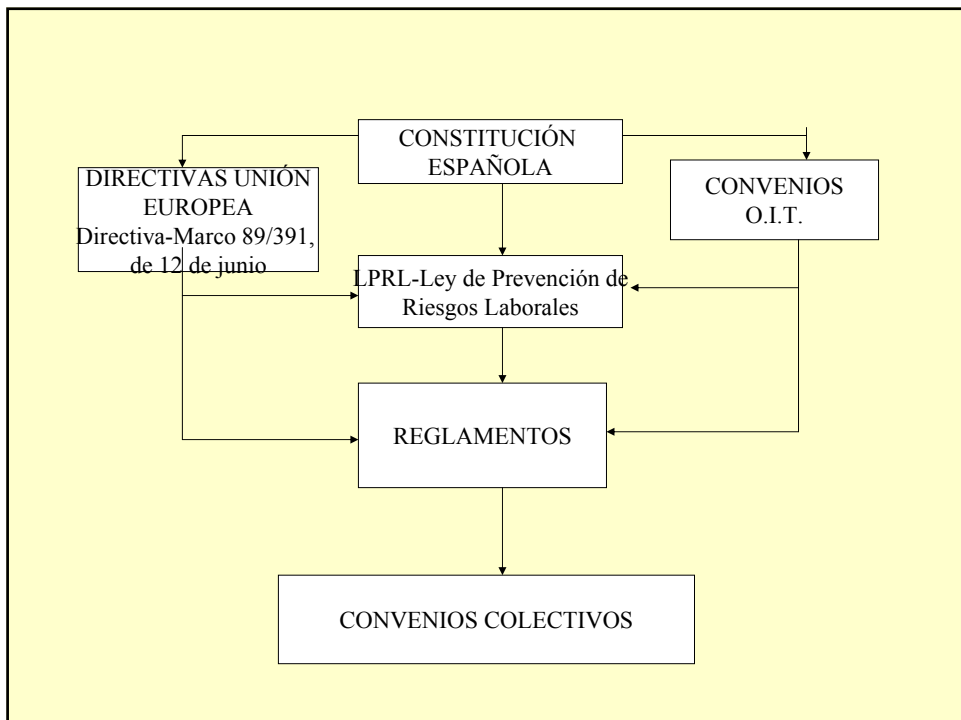 CONSTITUCIÓN
ESPAÑOLA
DIRECTIVAS UNIÓN
EUROPEA
Directiva-Marco 89/391,
de 12 de junio
CONVENIOS
O.I.T.
LPRL-Ley de Prevención de
Riesgos Laborales
REGLAMENTOS
CONVENIOS COLECTIVOS